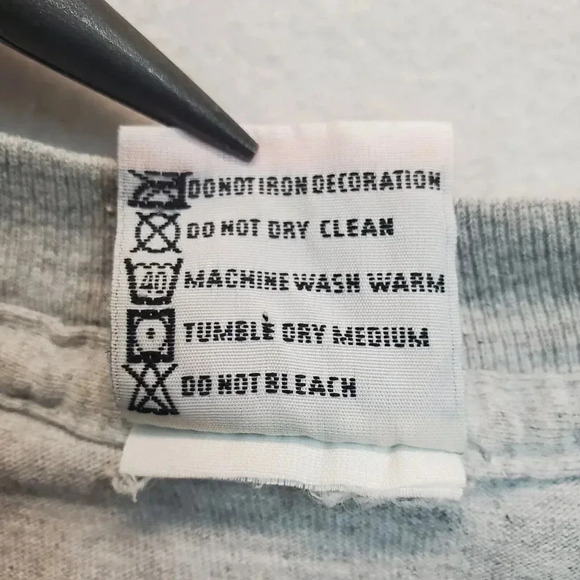 DO NOT IRON DECORATION
DO NOT DRY CLEAN
40 MACHINE WASH WARM
TUMBLE DRY MEDIUM
DO NOT BLEACH